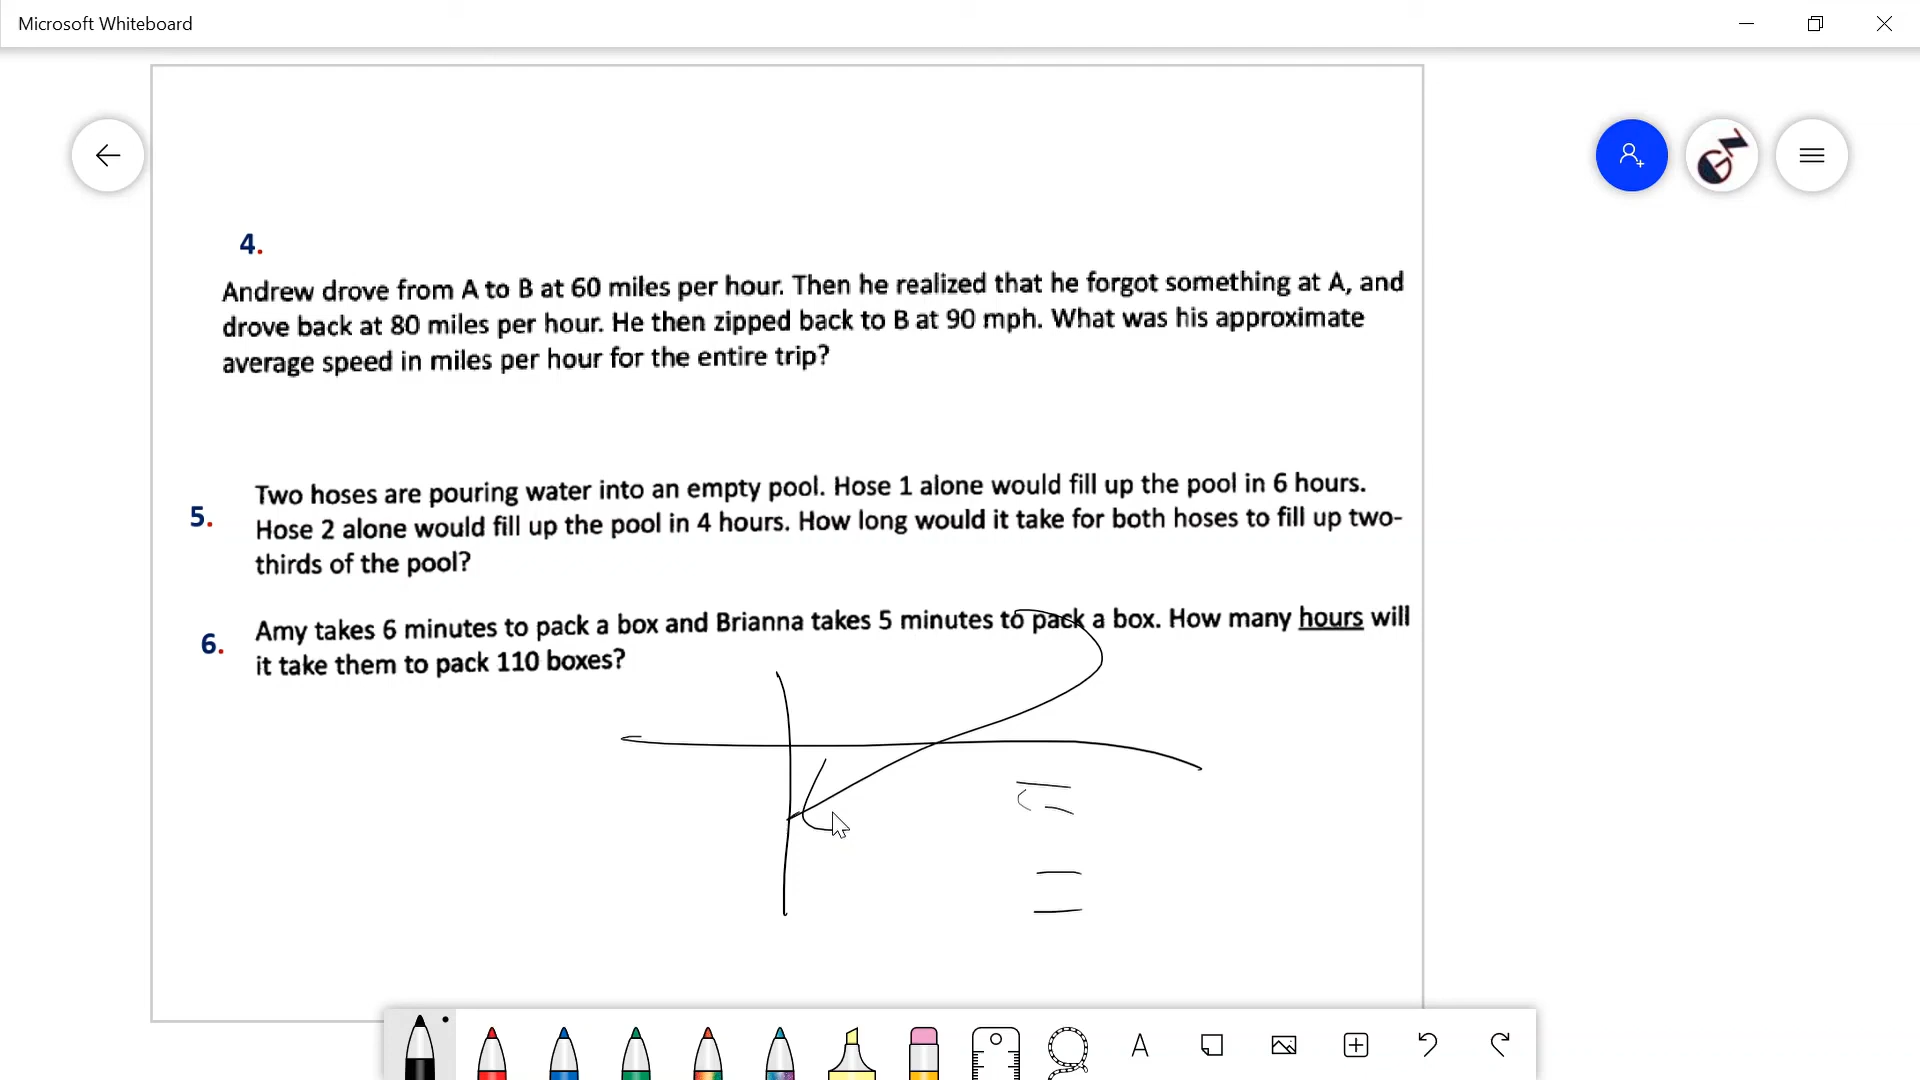 Microsoft Whiteboard
4.
Andrew drove from A to B at 60 miles per hour. Then he realized that he forgot something at A, and
drove back at 80 miles per hour. He then zipped back to B at 90 mph. What was his approximate
average speed in miles per hour for the entire trip?
5.
Two hoses are pouring water into an empty pool. Hose 1 alone would fill up the pool in 6 hours.
Hose 2 alone would fill up the pool in 4 hours. How long would it take for both hoses to fill up two-
thirds of the pool?
6.
Amy takes 6 minutes to pack a box and Brianna takes 5 minutes to pack a box. How many hours will
it take them to pack 110 boxes?
A